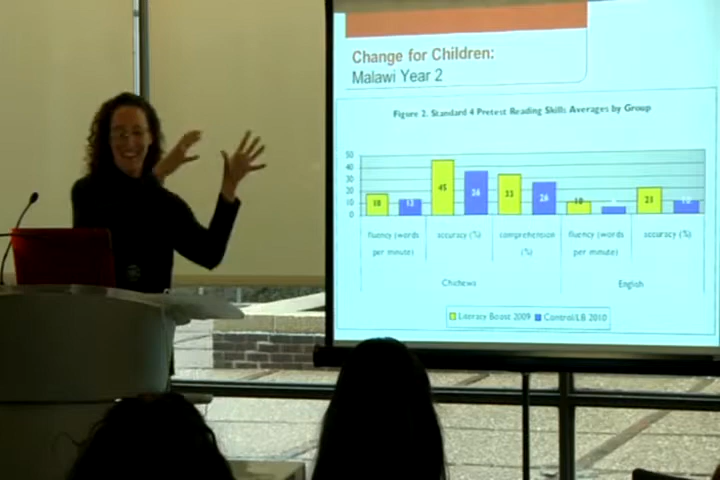 Change for Children:
Malawi Year 2
Figure 2. Standard 4 Pretest Reading Skills Averages by Group
50
40
30
20
10
0
18 13 45 36 33 26 10 21
fluency (words per minute)
accuracy (%)
comprehension (%)
fluency (words per minute)
accuracy (%)
Chichewa
English
Literacy Boost 2009 Control/LB 2010